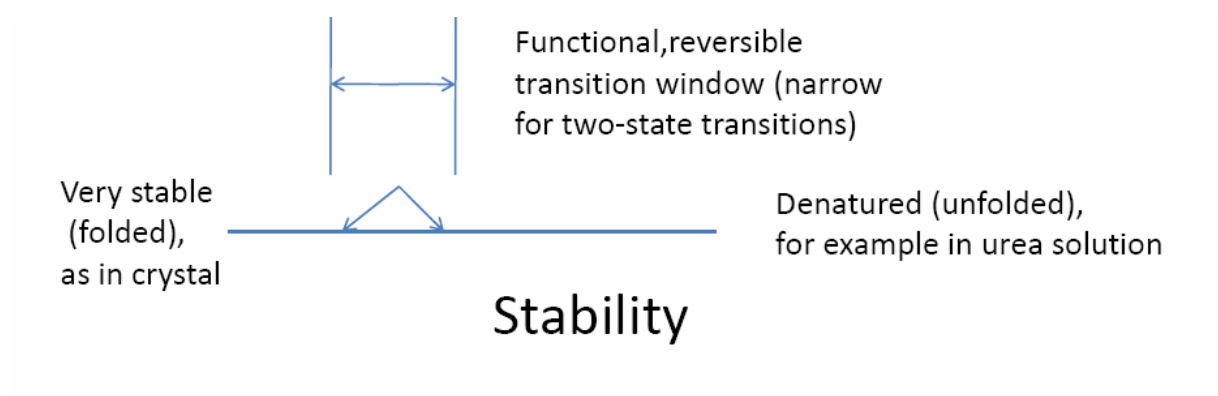 Functional,reversible
transition window (narrow
for two-state transitions)
Very stable
(folded),
as in crystal
Denatured (unfolded),
for example in urea solution
Stability